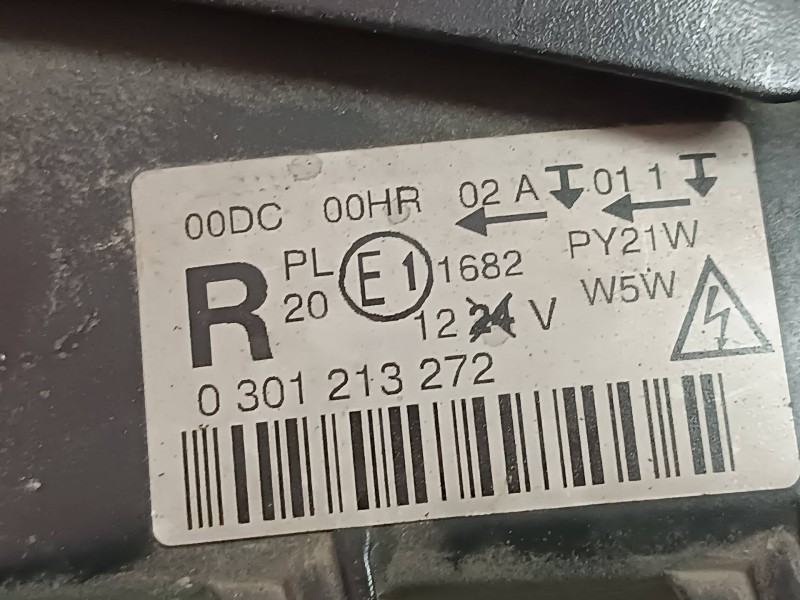 00DC 00HR 02 A 01 1
R PL E1 1682 PY21W
20 12 24 V W5W
0 301 213 272